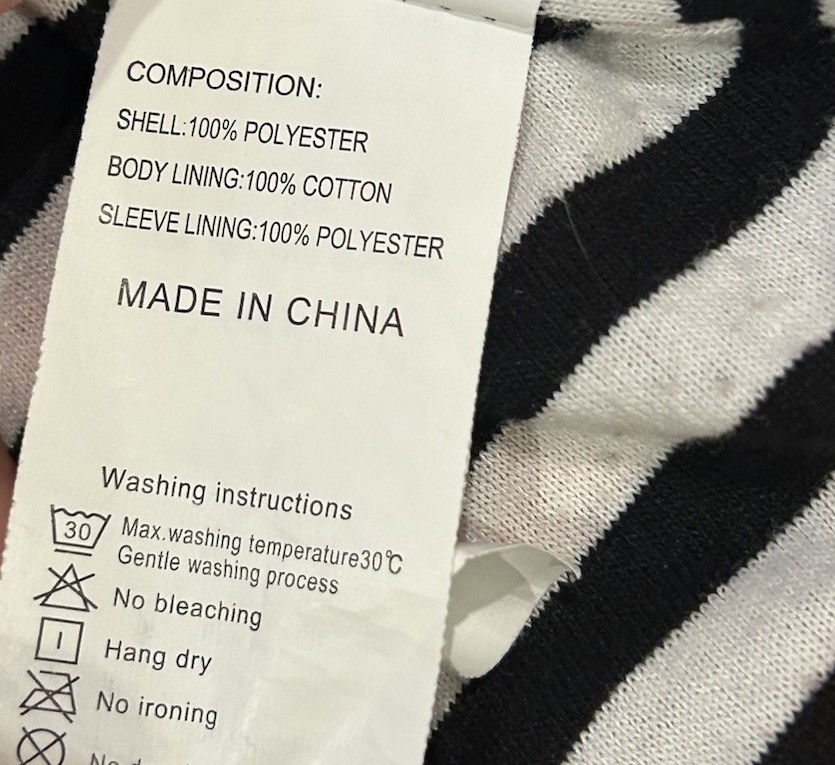 COMPOSITION:
SHELL:100% POLYESTER
BODY LINING:100% COTTON
SLEEVE LINING:100% POLYESTER
MADE IN CHINA
Washing instructions
30 Max.washing temperature30℃
Gentle washing process
No bleaching
Hang dry
No ironing
No